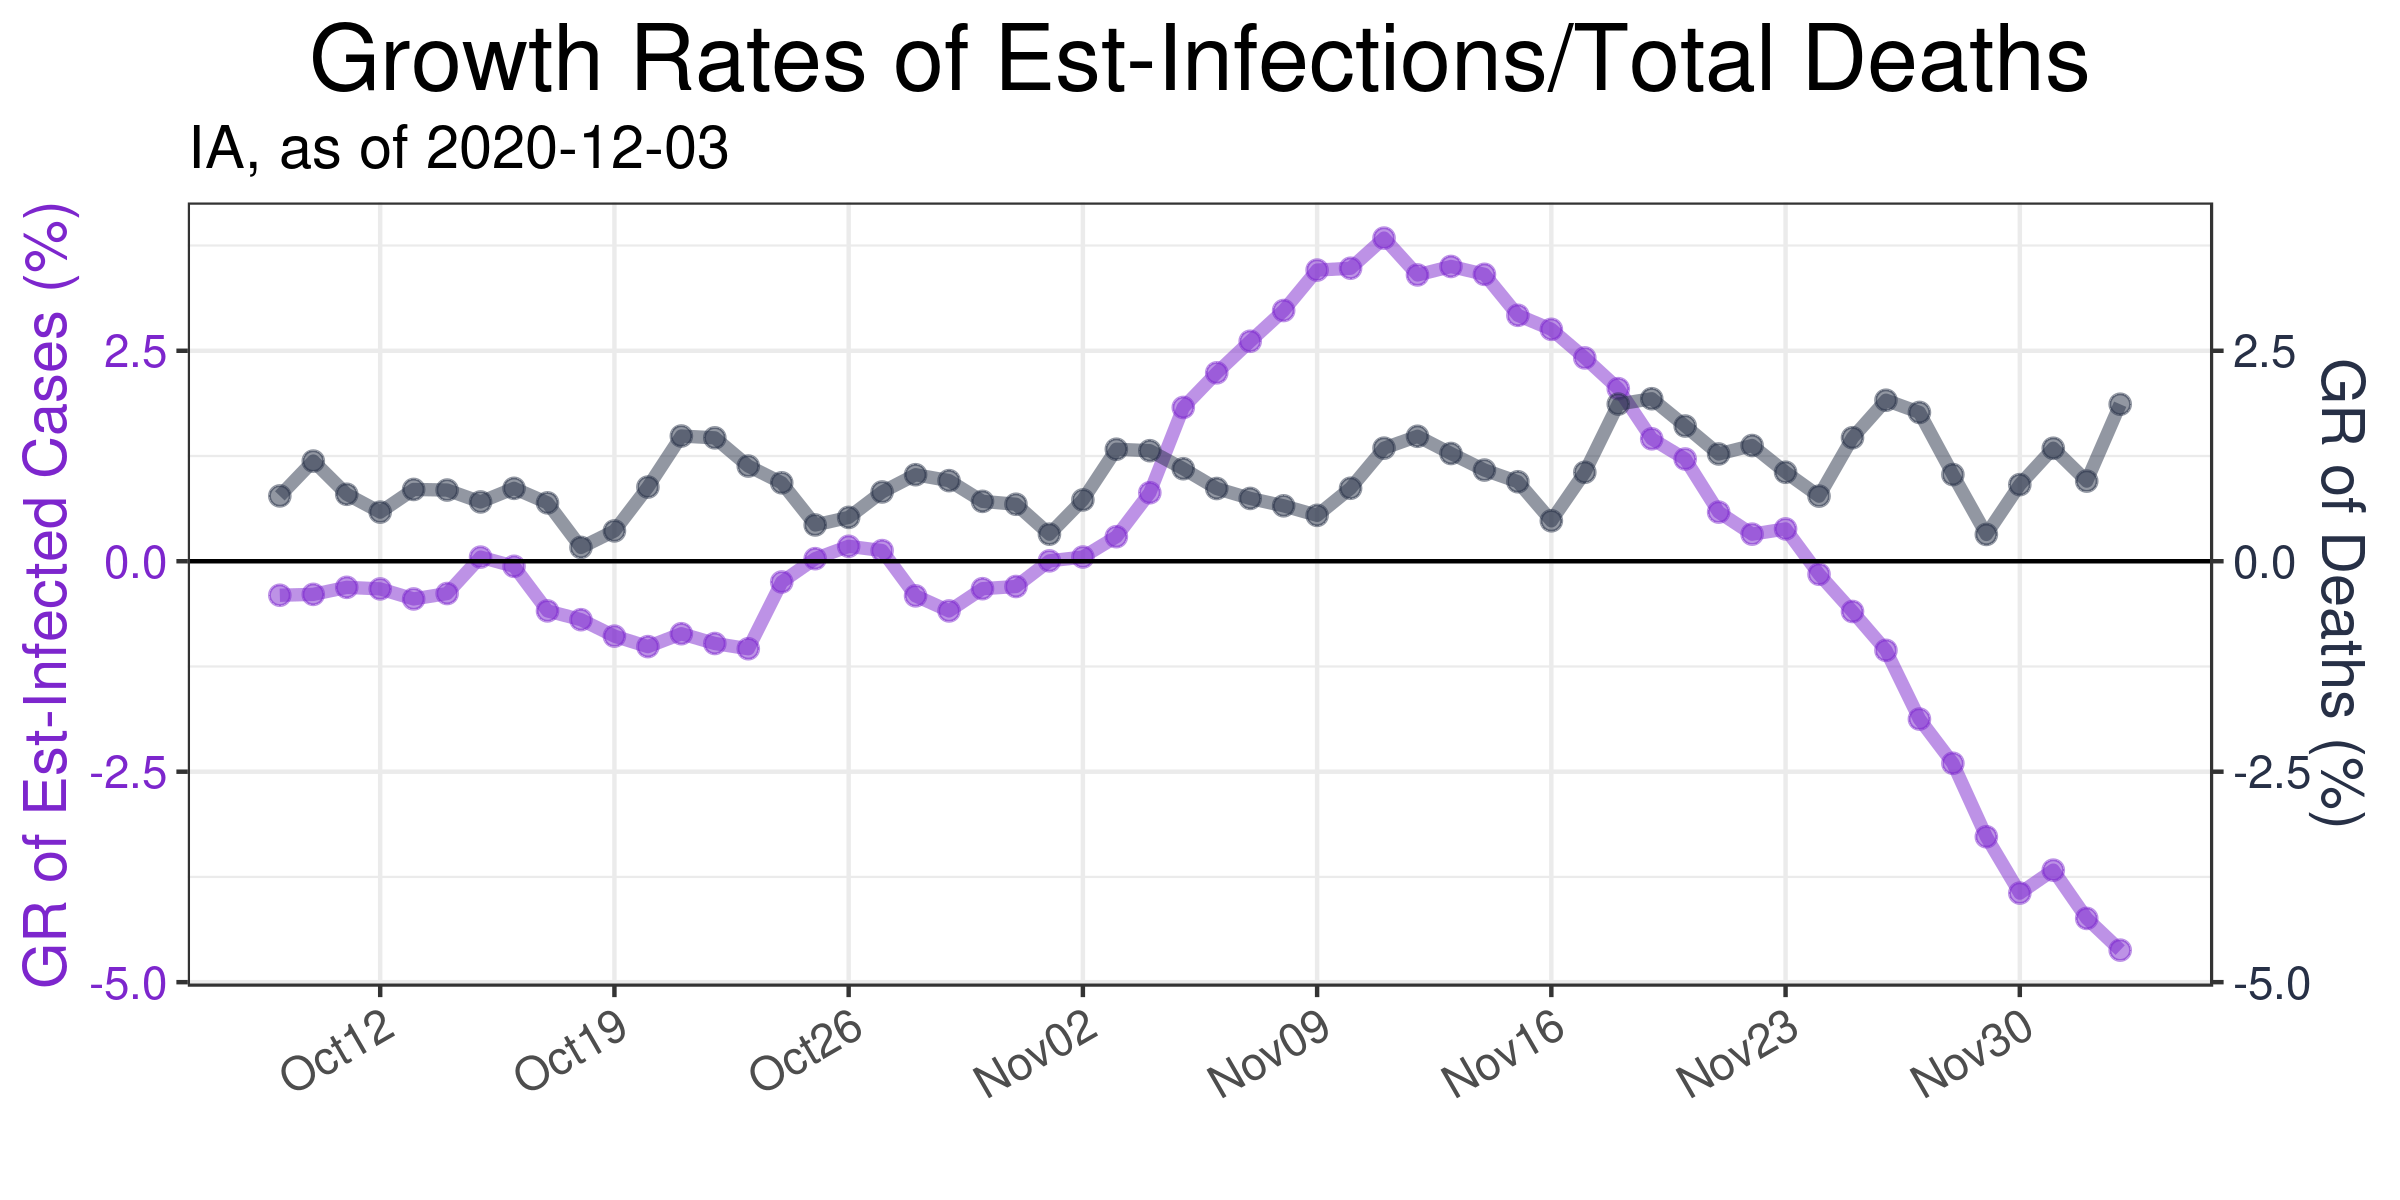 Growth Rates of Est-Infections/Total Deaths
IA, as of 2020-12-03
GR of Est-Infected Cases (%)
2.5
0.0
-2.5
-5.0
2.5
0.0
-2.5
-5.0
GR of Deaths (%)
Oct12
Oct19
Oct26
Nov02
Nov09
Nov16
Nov23
Nov30